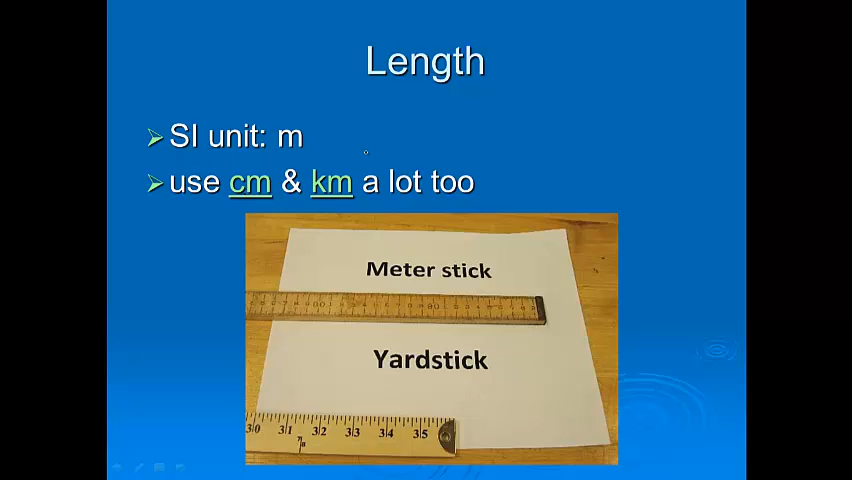 Length
SI unit: m
use cm & km a lot too
Meter stick
Yardstick
30 31 32 33 34 35